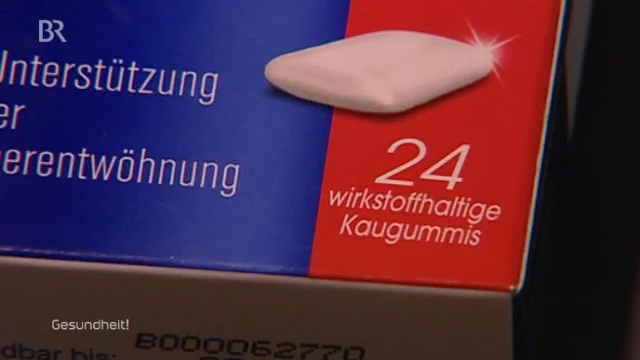 BR
Unterstützung
er
erentwöhnung
24
wirkstoffhaltige
Kaugummis
Gesundheit!
dbar bis:
B000062770